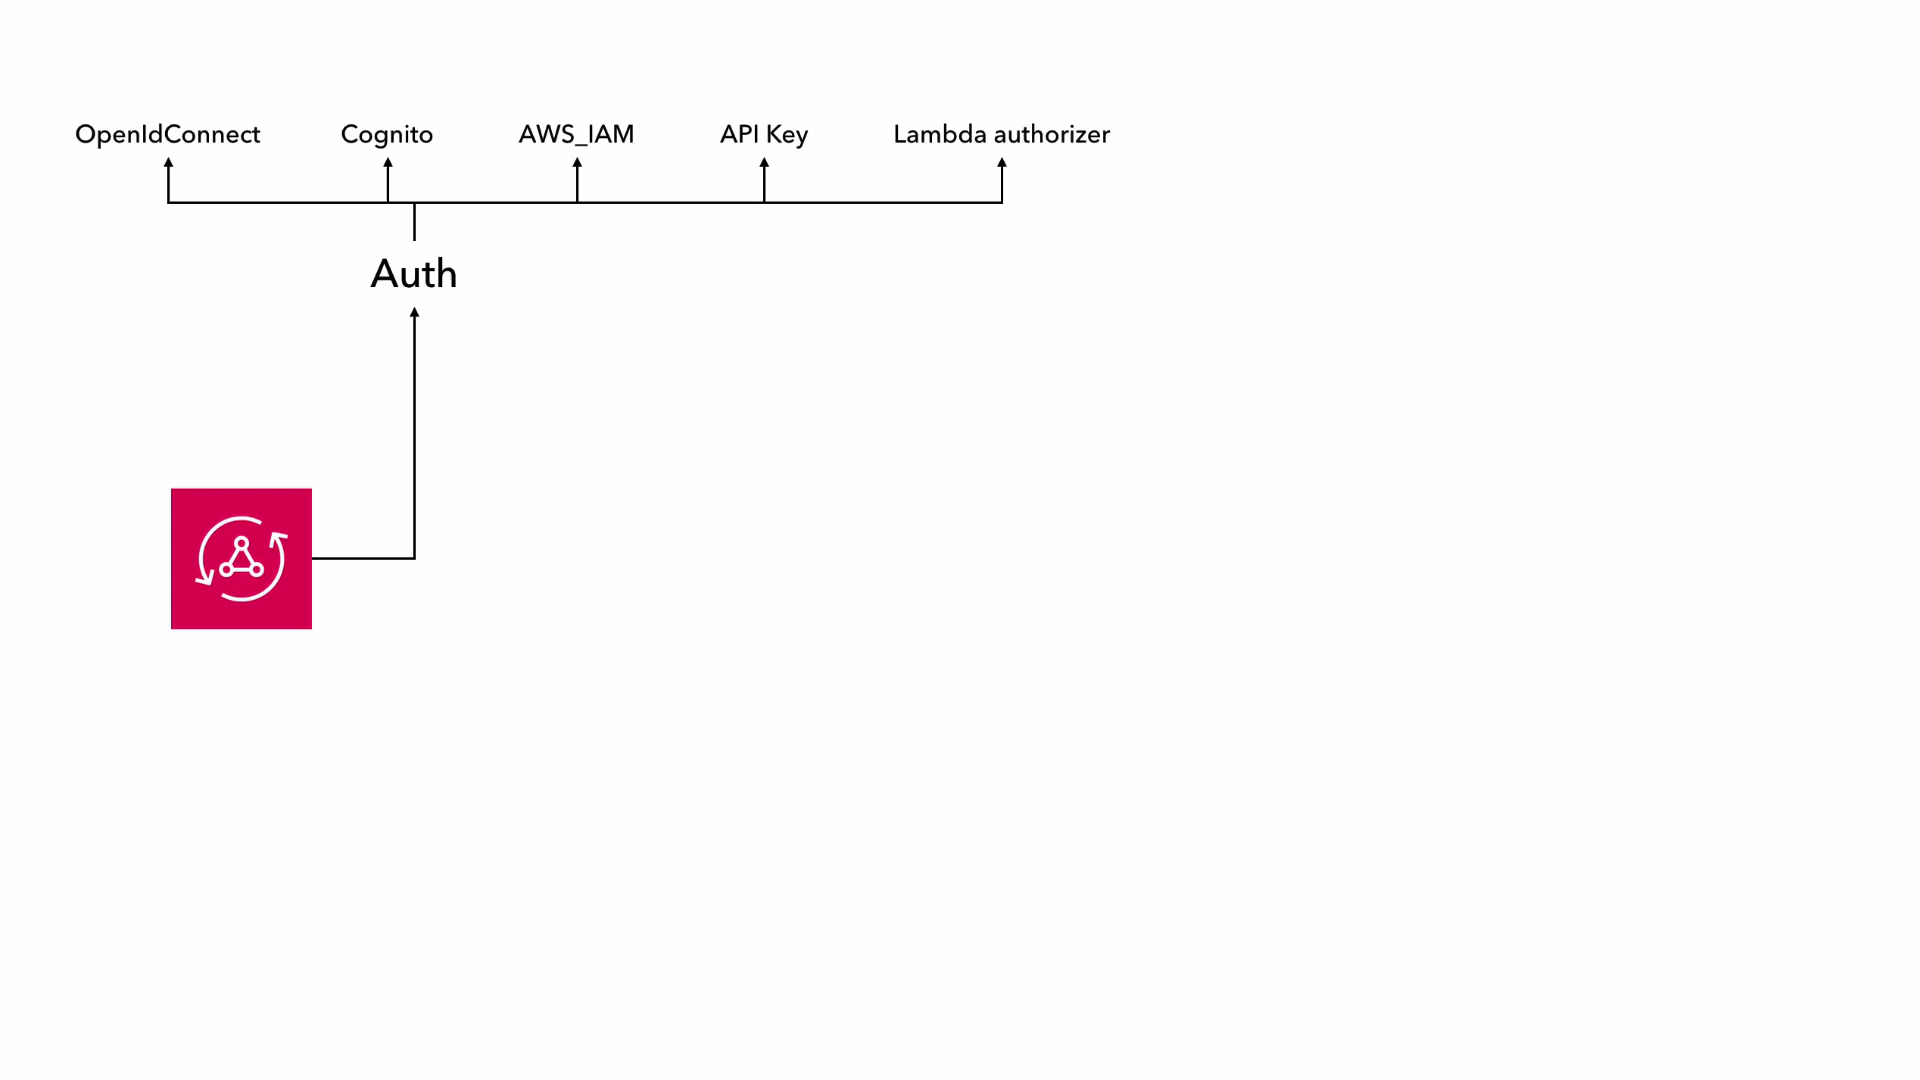 OpenIdConnect
Cognito
AWS_IAM
API Key
Lambda authorizer
Auth